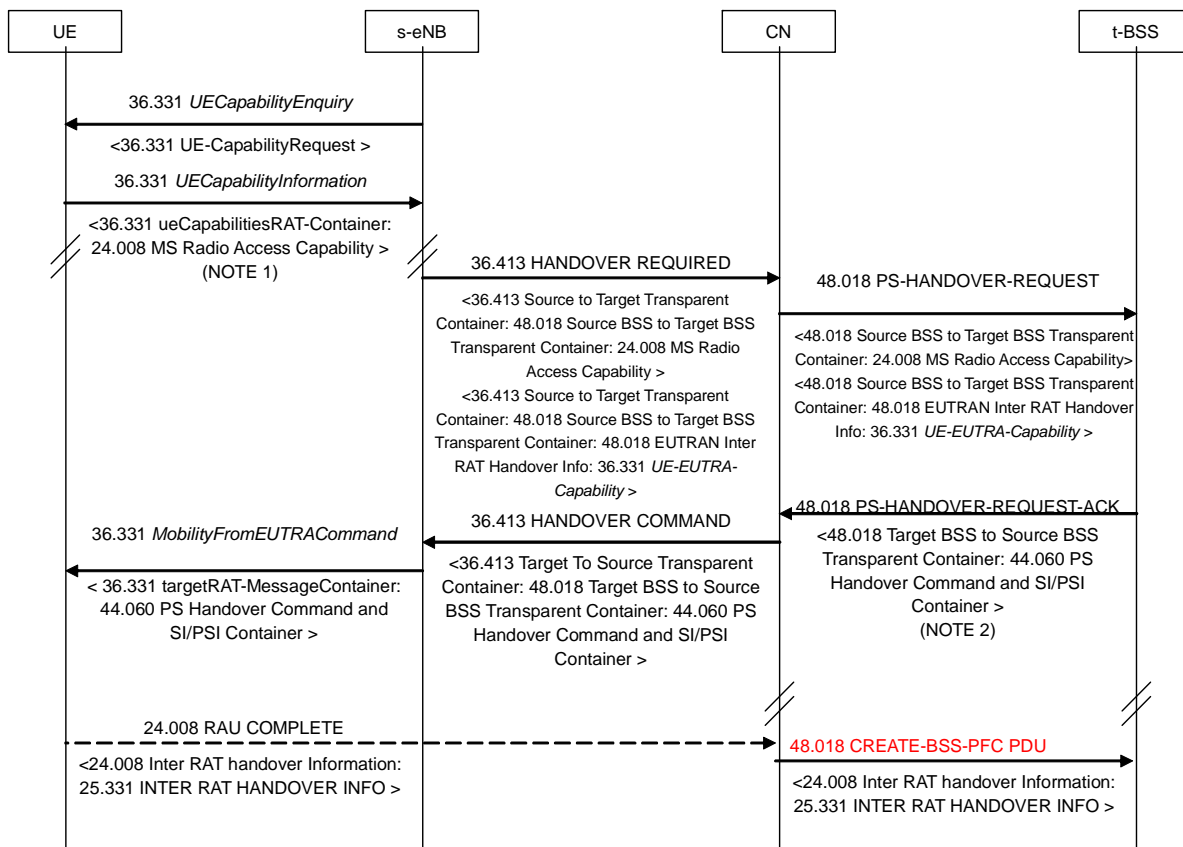 UE
s-eNB
CN
t-BSS
36.331 UECapabilityEnquiry
<36.331 UE-CapabilityRequest >
36.331 UECapabilityInformation
<36.331 ueCapabilitiesRAT-Container:
24.008 MS Radio Access Capability >
(NOTE 1)
36.413 HANDOVER REQUIRED
<36.413 Source to Target Transparent
Container: 48.018 Source BSS to Target BSS
Transparent Container: 24.008 MS Radio
Access Capability >
<36.413 Source to Target Transparent
Container: 48.018 Source BSS to Target BSS
Transparent Container: 48.018 EUTRAN Inter
RAT Handover Info: 36.331 UE-EUTRA-
Capability >
48.018 PS-HANDOVER-REQUEST
<48.018 Source BSS to Target BSS Transparent
Container: 24.008 MS Radio Access Capability>
<48.018 Source BSS to Target BSS Transparent
Container: 48.018 EUTRAN Inter RAT Handover
Info: 36.331 UE-EUTRA-Capability >
48.018 PS-HANDOVER-REQUEST-ACK
<48.018 Target BSS to Source BSS
Transparent Container: 44.060 PS
Handover Command and SI/PSI
Container >
(NOTE 2)
36.413 HANDOVER COMMAND
<36.413 Target To Source Transparent
Container: 48.018 Target BSS to Source
BSS Transparent Container: 44.060 PS
Handover Command and SI/PSI
Container >
36.331 MobilityFromEUTRACommand
< 36.331 targetRAT-MessageContainer:
44.060 PS Handover Command and
SI/PSI Container >
24.008 RAU COMPLETE
<24.008 Inter RAT handover Information:
25.331 INTER RAT HANDOVER INFO >
48.018 CREATE-BSS-PFC PDU
<24.008 Inter RAT handover Information:
25.331 INTER RAT HANDOVER INFO >